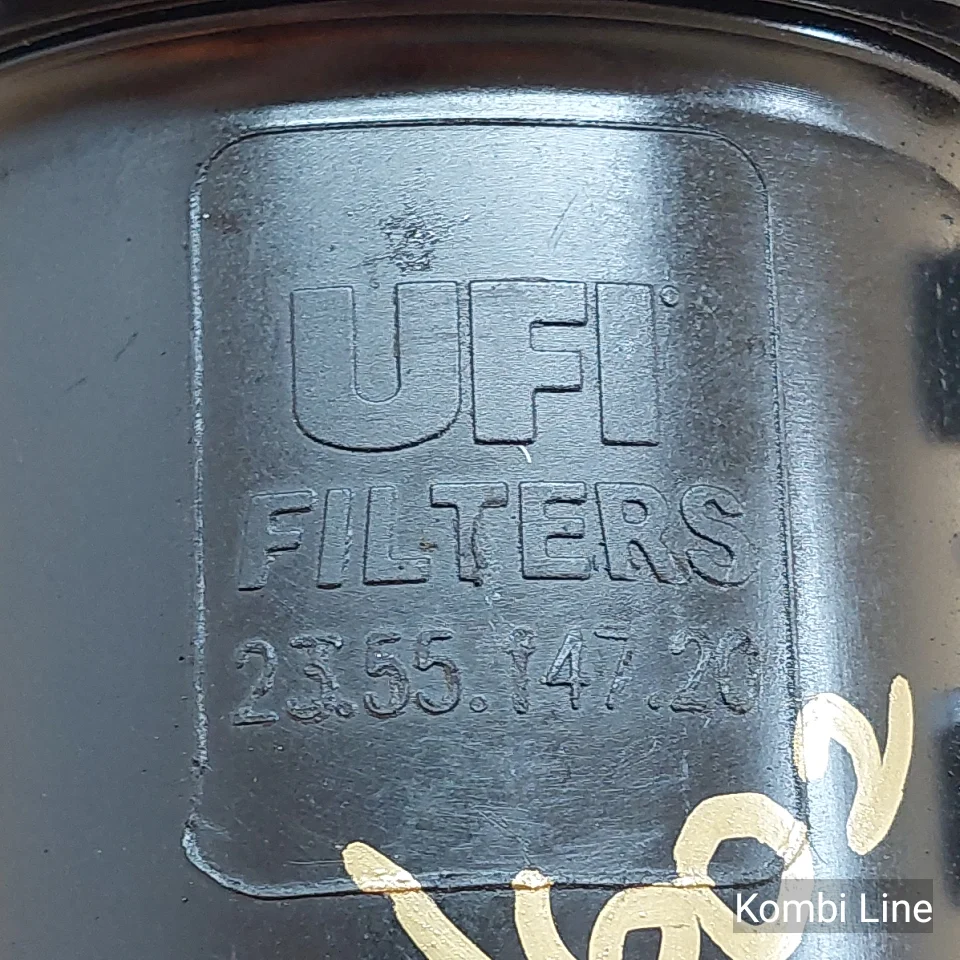 UFI
FILTERS
23.55.147.20
Kombi Line